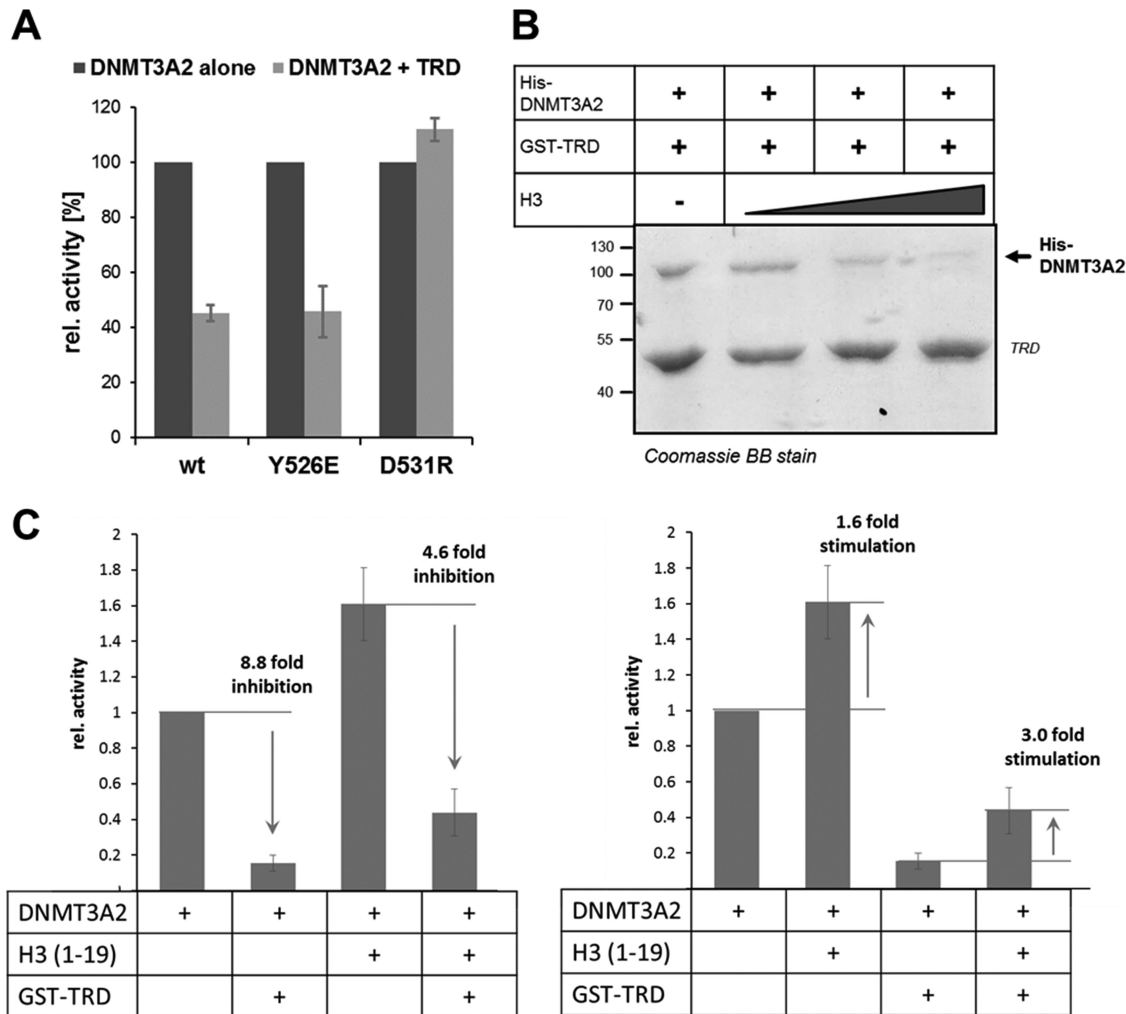 A
DNMT3A2 alone DNMT3A2 + TRD
rel. activity [%]
120
100
80
60
40
20
0
wt Y526E D531R
B
His-
DNMT3A2 + + + +
GST-TRD + + + +
H3 -
130
100
70
55
40
His-
DNMT3A2
TRD
Coomassie BB stain
C
rel. activity
2
1.8
1.6
1.4
1.2
1
0.8
0.6
0.4
0.2
8.8 fold
inhibition
4.6 fold
inhibition
DNMT3A2 + + + +
H3 (1-19) + +
GST-TRD + +
rel. activity
2
1.8
1.6
1.4
1.2
1
0.8
0.6
0.4
0.2
1.6 fold
stimulation
3.0 fold
stimulation
DNMT3A2 + + + +
H3 (1-19) + +
GST-TRD + +